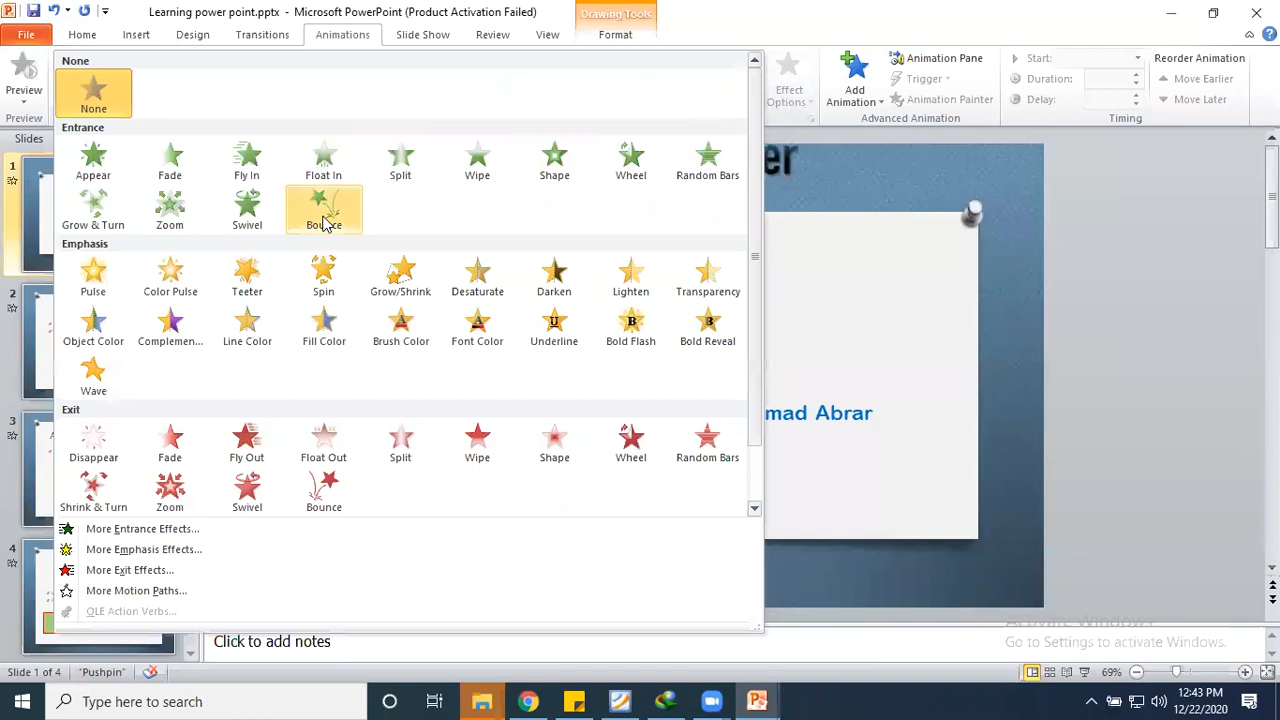 Learning power point.pptx - Microsoft PowerPoint (Product Activation Failed)
Drawing Tools
File Home Insert Design Transitions Animations Slide Show Review View Format
Preview
Preview
None
None
Entrance
Appear Fade Fly In Float In Split Wipe Shape Wheel Random Bars
Grow & Turn Zoom Swivel Bounce
Emphasis
Pulse Color Pulse Teeter Spin Grow/Shrink Desaturate Darken Lighten Transparency
Object Color Complemen... Line Color Fill Color Brush Color Font Color Underline Bold Flash Bold Reveal
Wave
Exit
Disappear Fade Fly Out Float Out Split Wipe Shape Wheel Random Bars
Shrink & Turn Zoom Swivel Bounce
More Entrance Effects...
More Emphasis Effects...
More Exit Effects...
More Motion Paths...
OLE Action Verbs...
Effect Options
Add Animation
Animation Pane
Trigger
Animation Painter
Advanced Animation
Start:
Duration:
Delay:
Reorder Animation
Move Earlier
Move Later
Timing
Slides
1
2
3
4
er
mad Abrar
Click to add notes
Activate Windows
Go to Settings to activate Windows.
Slide 1 of 4 "Pushpin" 69%
Type here to search
12:43 PM
12/22/2020